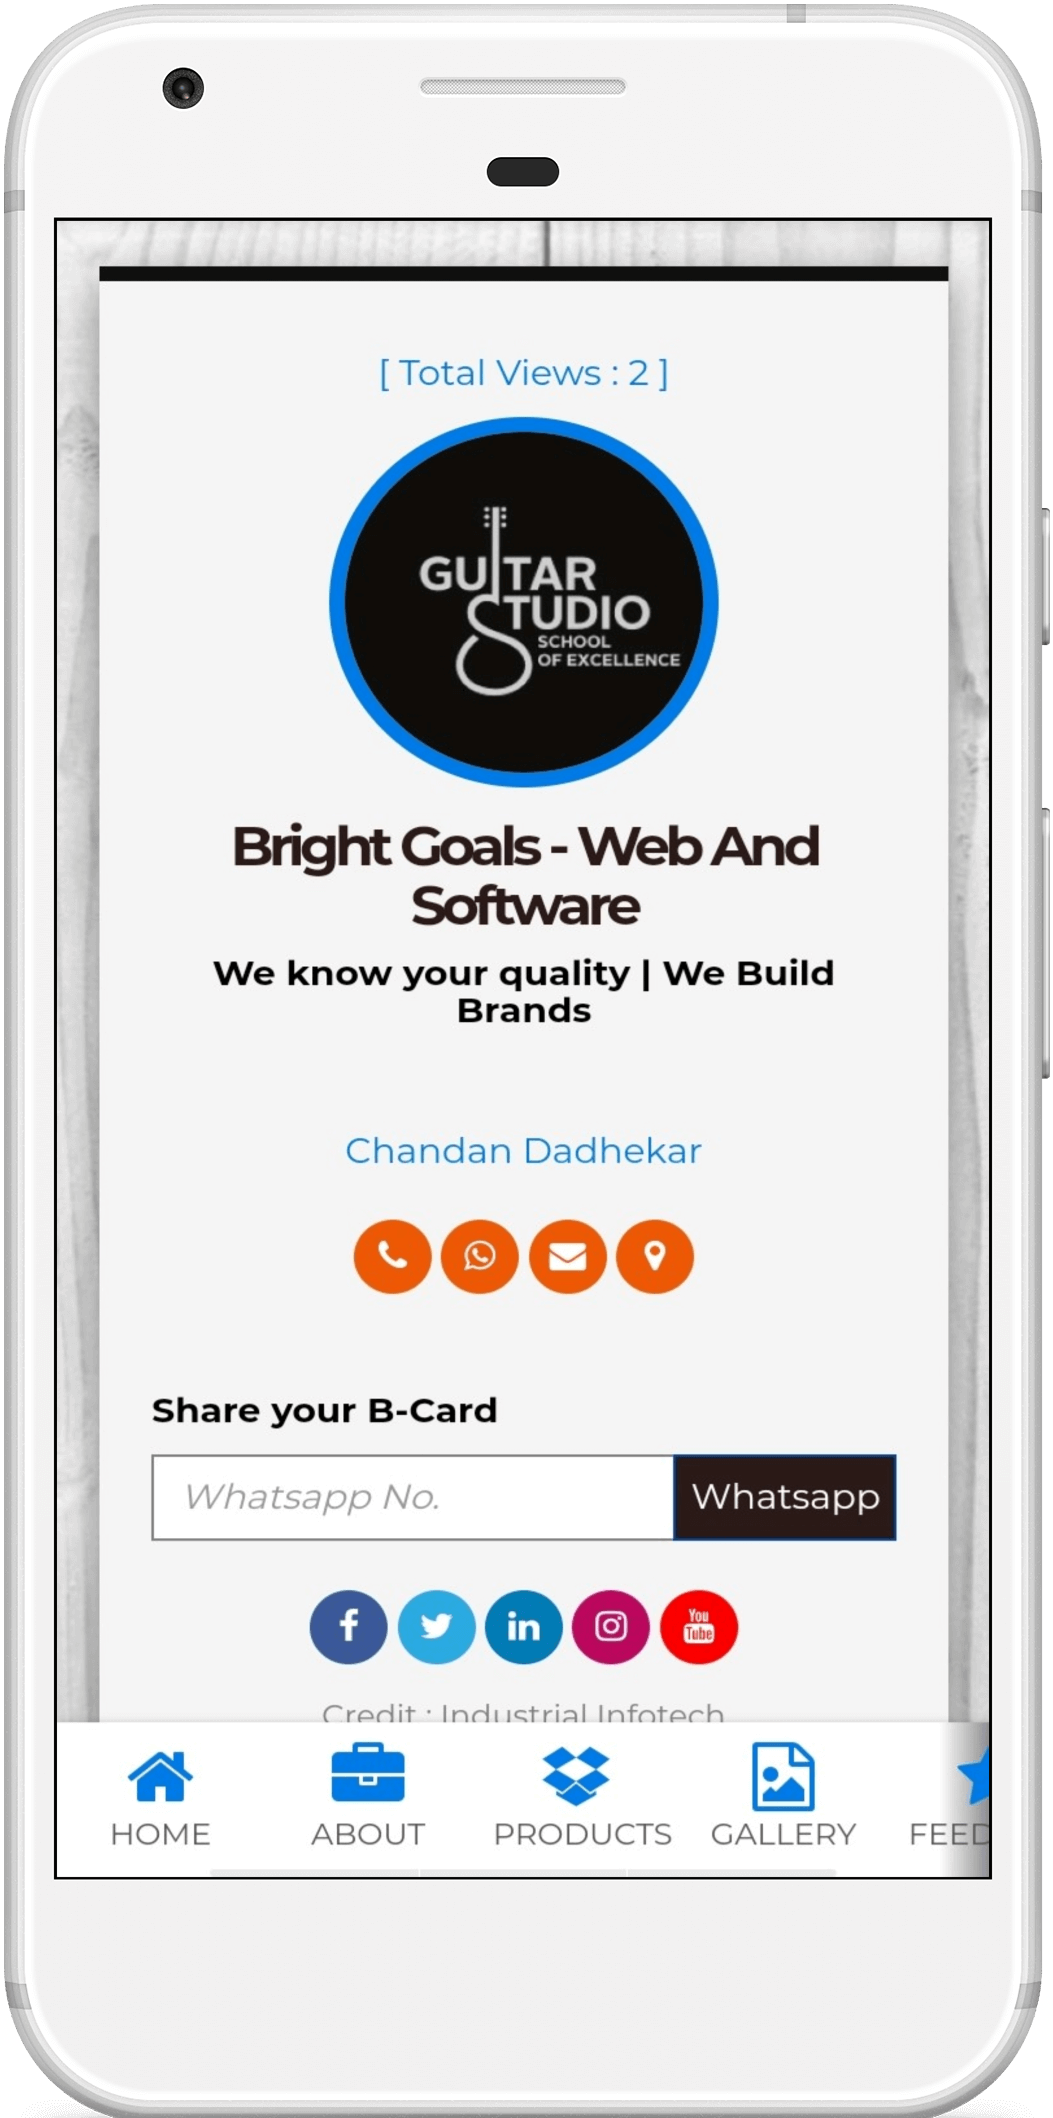 [ Total Views : 2 ]
GUITAR
STUDIO
SCHOOL
OF EXCELLENCE
Bright Goals - Web And
Software
We know your quality | We Build
Brands
Chandan Dadhekar
Share your B-Card
Whatsapp No.
Whatsapp
f
in
You
Tube
Credit : Industrial Infotech
HOME
ABOUT
PRODUCTS
GALLERY
FEED